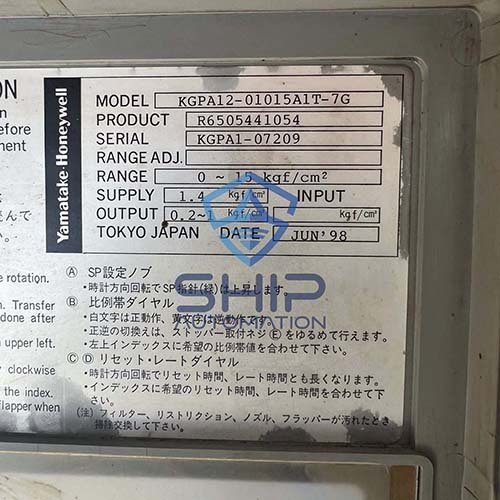 ON
n
efore
ment
読んで
い。
e rotation.
n. Transfer
done after
upper left.
y clockwise
the index.
flapper when
Yamatake-Honeywell
MODEL KGPA12-01015A1T-7G
PRODUCT R6505441054
SERIAL KGPA1-07209
RANGE ADJ.
RANGE 0 ~ 15 kgf/cm²
SUPPLY 1.4 Kgf/cm² INPUT
OUTPUT 0.2~ Kgf/cm² Kgf/cm²
TOKYO JAPAN DATE JUN'98
SHIP
AUTOMATION
Ⓐ SP設定ノブ
・時計方向回転でSP指針(緑)は上昇します。
Ⓑ 比例帯ダイヤル
・白文字は正動作、黄文字は逆動作です。
・正逆の切換えは、ストッパー取付ネジⒺをゆるめて行えます。
・左上インデックスに希望の比例帯値を合わせて下さい。
Ⓒ Ⓓ リセット・レートダイヤル
・時計方向回転でリセット時間、レート時間とも長くなります。
・インデックスに希望のリセット時間、レート時間を合わせて下さい。
(注) フィルター、リストリクション、ノズル、フラッパーが汚れたとき
掃除交換して下さい。